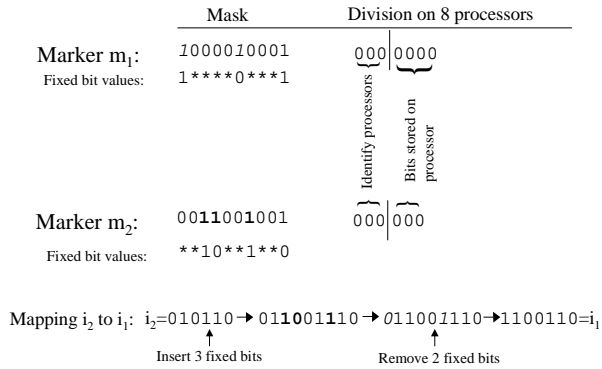 Mask Division on 8 processors
Marker m1: 1000010001 000 0000
Fixed bit values: 1****0***1
Identify processors
Bits stored on
processor
Marker m2: 0011001001 000 000
Fixed bit values: **10**1**0
Mapping i2 to i1: i2=010110 → 011001110 → 011001110 → 1100110=i1
Insert 3 fixed bits Remove 2 fixed bits